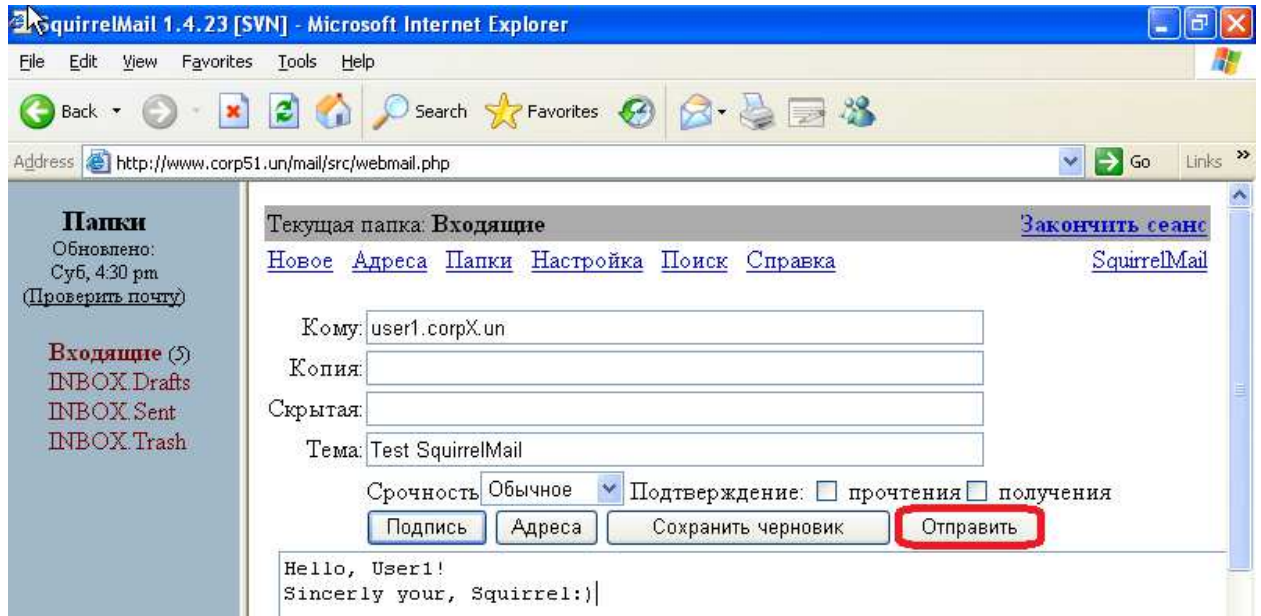 SquirrelMail 1.4.23 [SVN] - Microsoft Internet Explorer
File Edit View Favorites Tools Help
Back Search Favorites
Address http://www.corp51.un/mail/src/webmail.php Go Links »
Папки
Обновлено:
Суб, 4:30 pm
(Проверить почту)
Входящие (5)
INBOX.Drafts
INBOX.Sent
INBOX.Trash
Текущая папка: Входящие Закончить сеанс
Новое Адреса Папки Настройка Поиск Справка SquirrelMail
Кому: user1.corpX.un
Копия:
Скрытая:
Тема: Test SquirrelMail
Срочность Обычное Подтверждение: прочтения получения
Подпись Адреса Сохранить черновик Отправить
Hello, User1!
Sincerly your, Squirrel:)